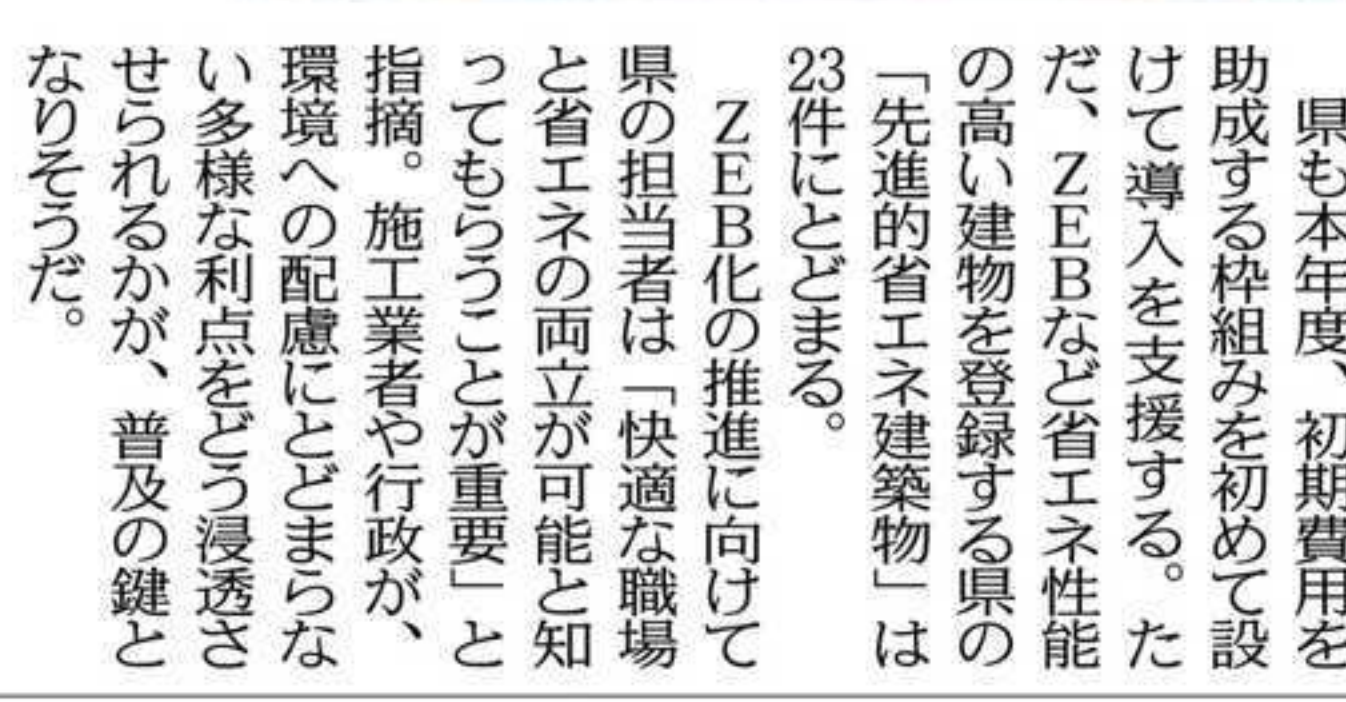 県も本年度、初期費用を
助成する枠組みを初めて設
けて導入を支援する。た
だ、ZEBなど省エネ性能
の高い建物を登録する県の
「先進的省エネ建築物」は
23件にとどまる。
ZEB化の推進に向けて
県の担当者は「快適な職場
と省エネの両立が可能と知
ってもらうことが重要」と
指摘。施工業者や行政が、
環境への配慮にとどまらな
い多様な利点をどう浸透さ
せられるかが、普及の鍵と
なりそうだ。